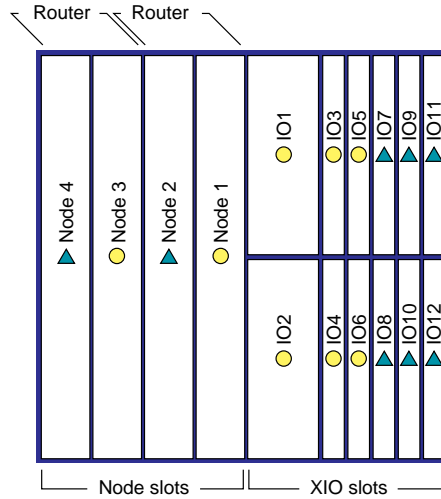 Router Router
Node 4
Node 3
Node 2
Node 1
IO1
IO3
IO5
IO7
IO9
IO11
IO2
IO4
IO6
IO8
IO10
IO12
Node slots XIO slots